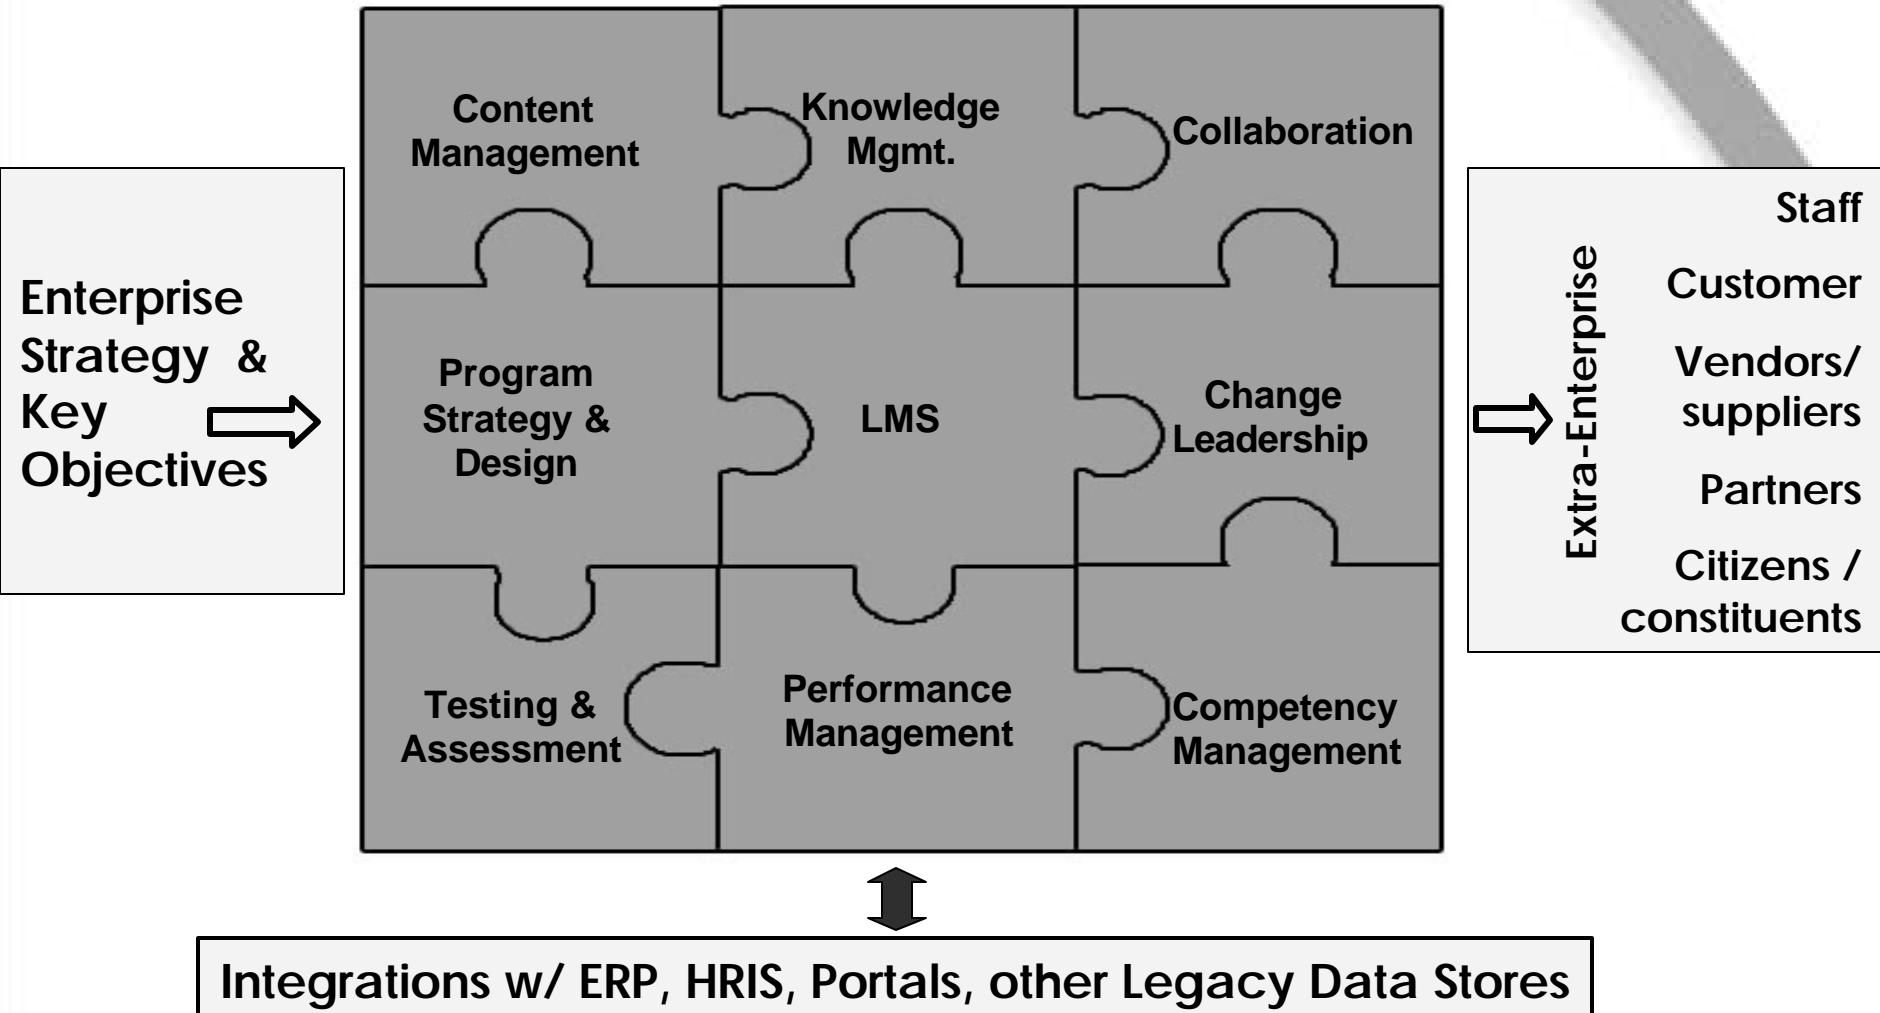 Content
Management
Knowledge
Mgmt.
Collaboration
Enterprise
Strategy &
Key
Objectives
Program
Strategy &
Design
LMS
Change
Leadership
Testing &
Assessment
Performance
Management
Competency
Management
Extra-Enterprise
Staff
Customer
Vendors/
suppliers
Partners
Citizens /
constituents
Integrations w/ ERP, HRIS, Portals, other Legacy Data Stores